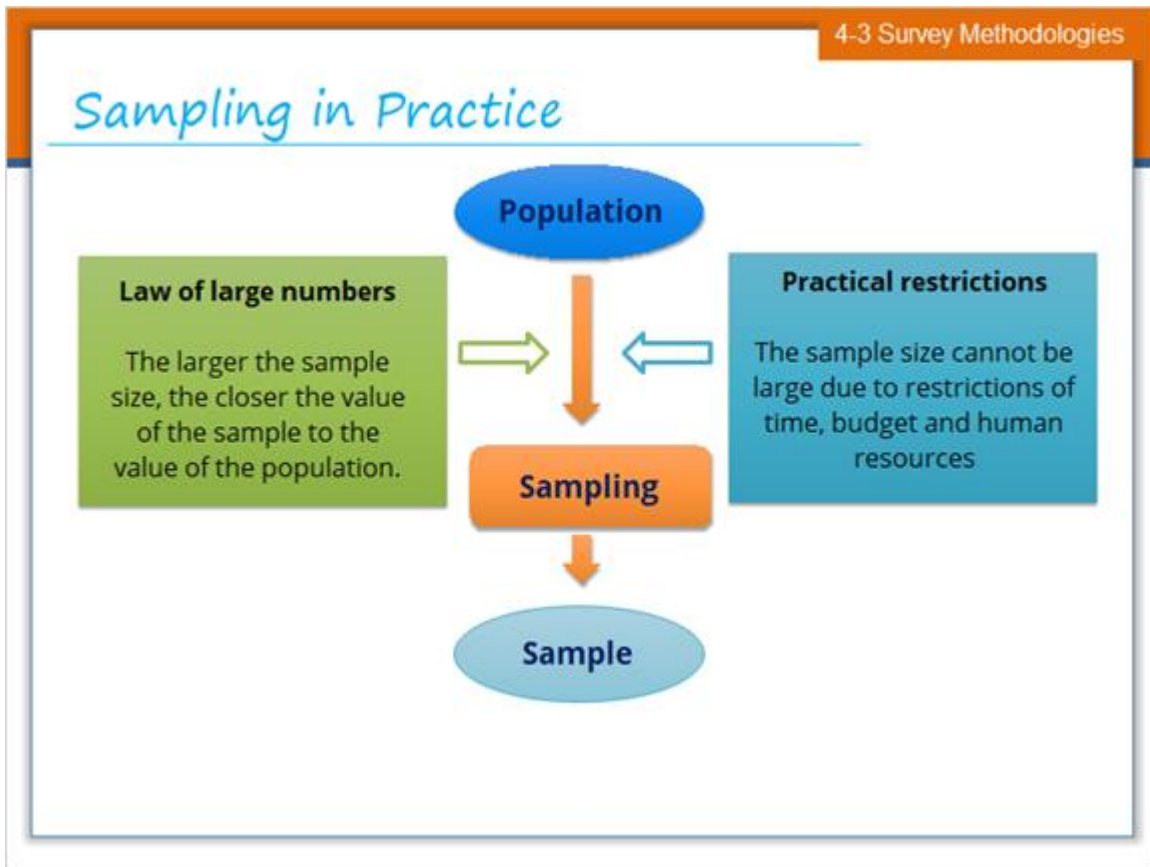 4-3 Survey Methodologies
Sampling in Practice
Population
Law of large numbers
The larger the sample
size, the closer the value
of the sample to the
value of the population.
Practical restrictions
The sample size cannot be
large due to restrictions of
time, budget and human
resources
Sampling
Sample